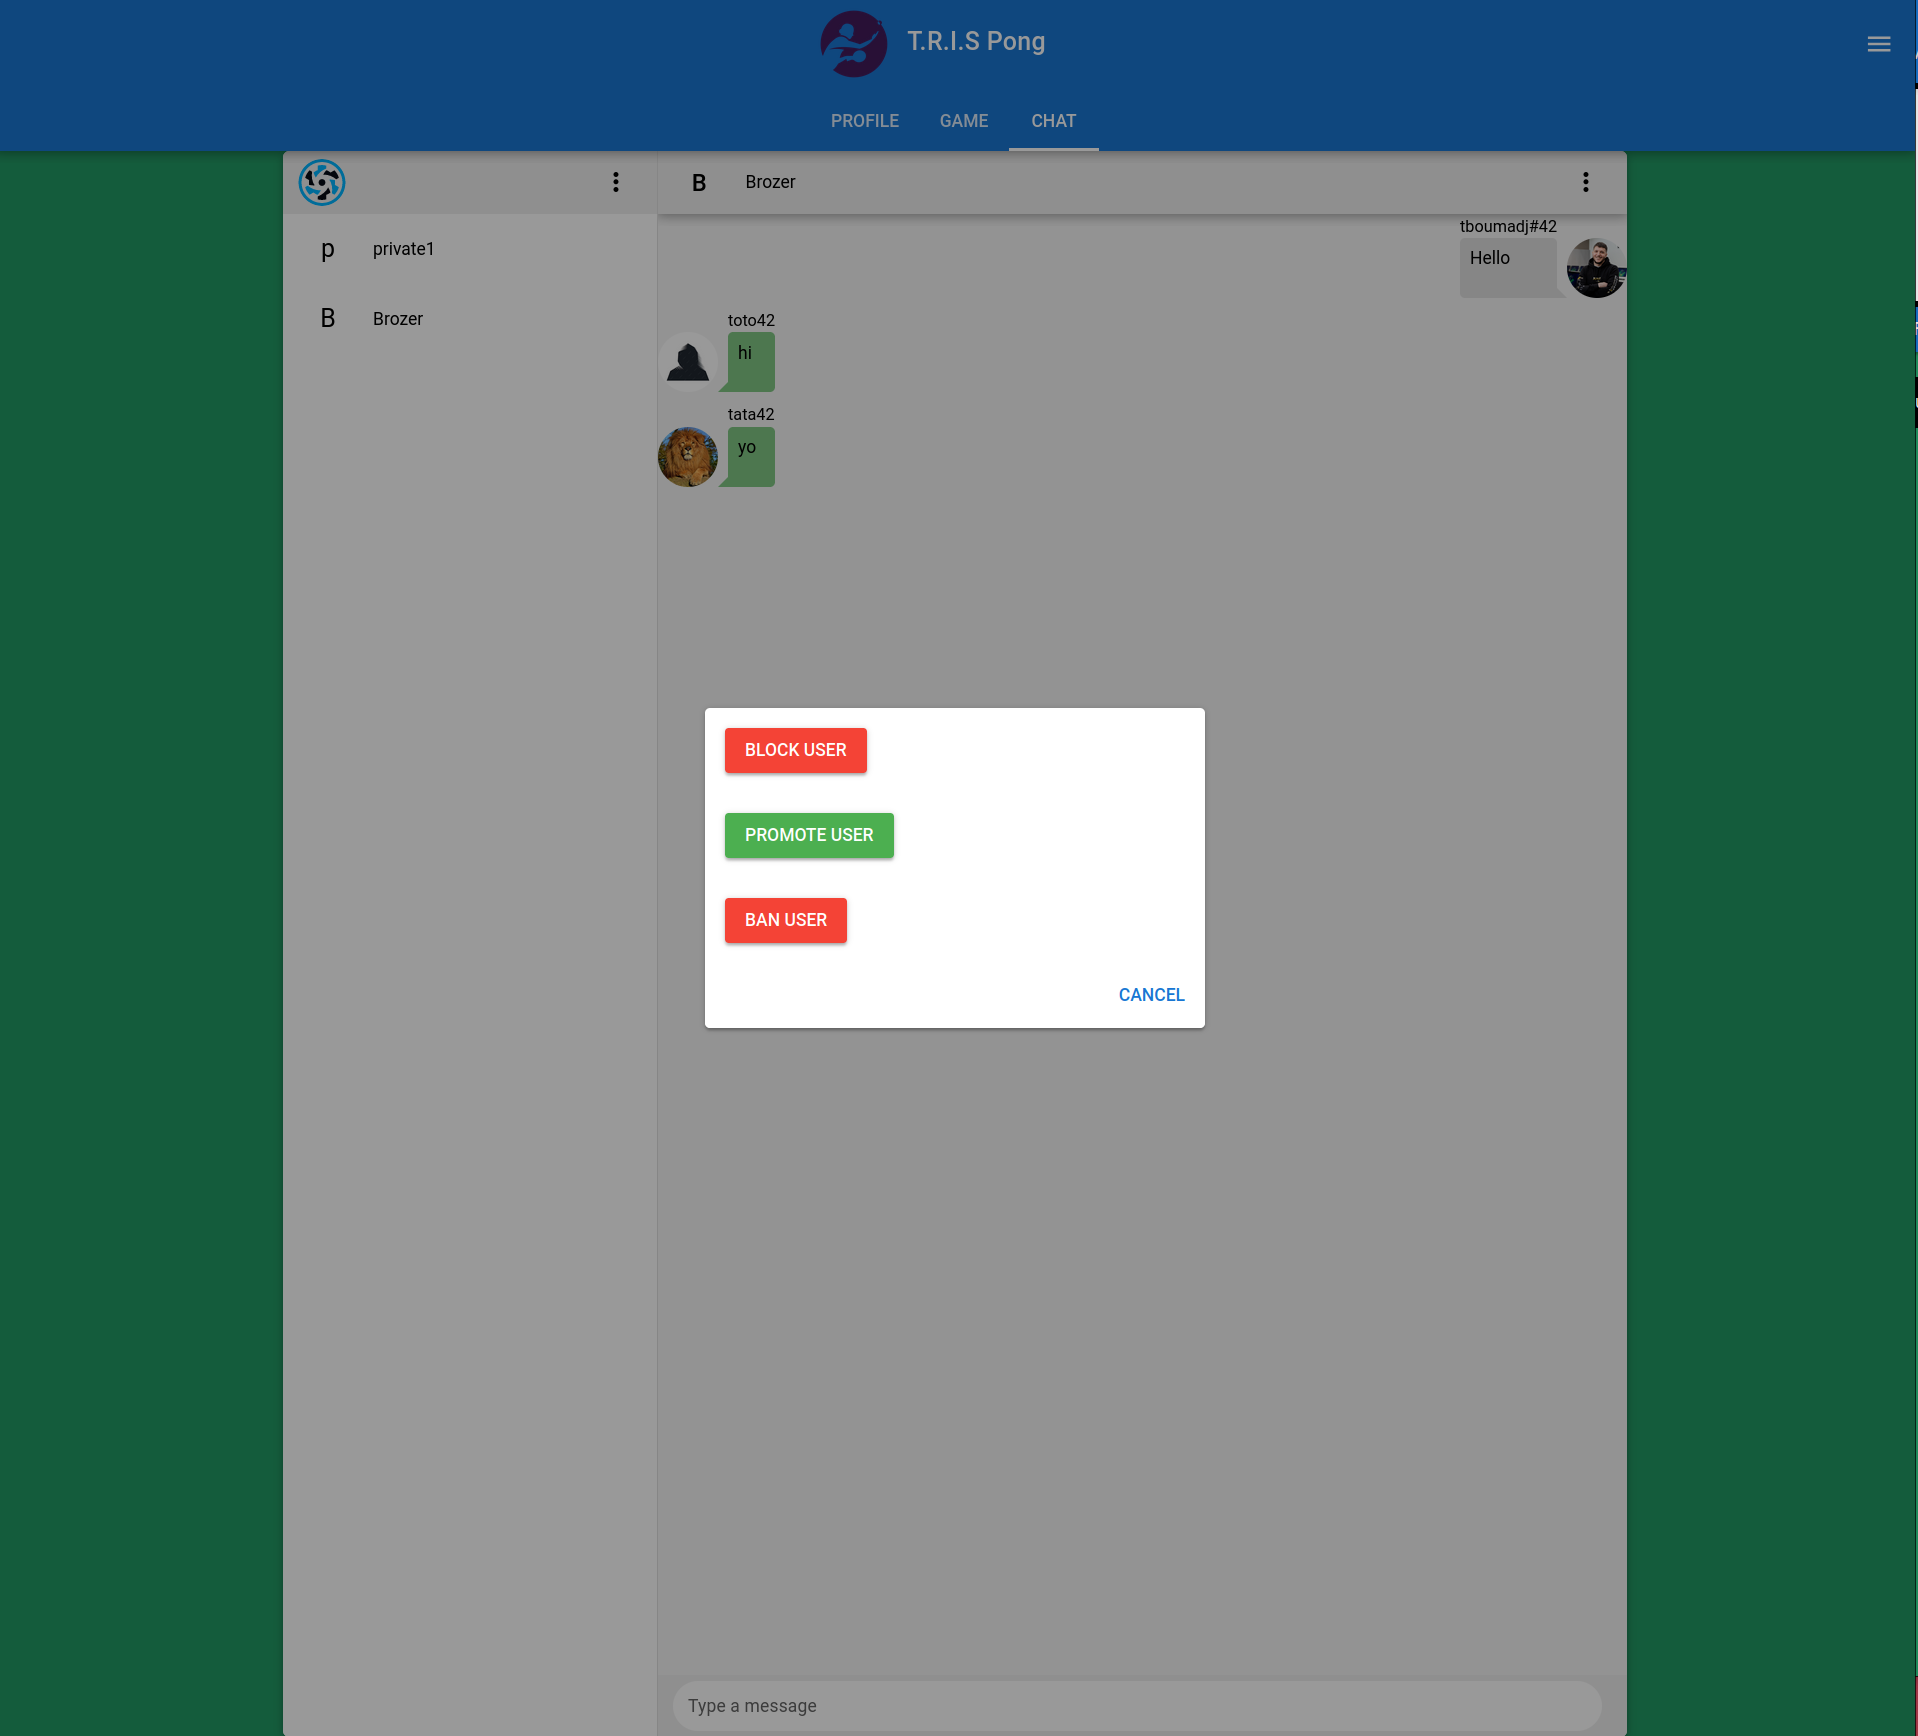 T.R.I.S Pong
PROFILE GAME CHAT
B Brozer
p private1
B Brozer
tboumadj#42
Hello
toto42
hi
tata42
yo
BLOCK USER
PROMOTE USER
BAN USER
CANCEL
Type a message